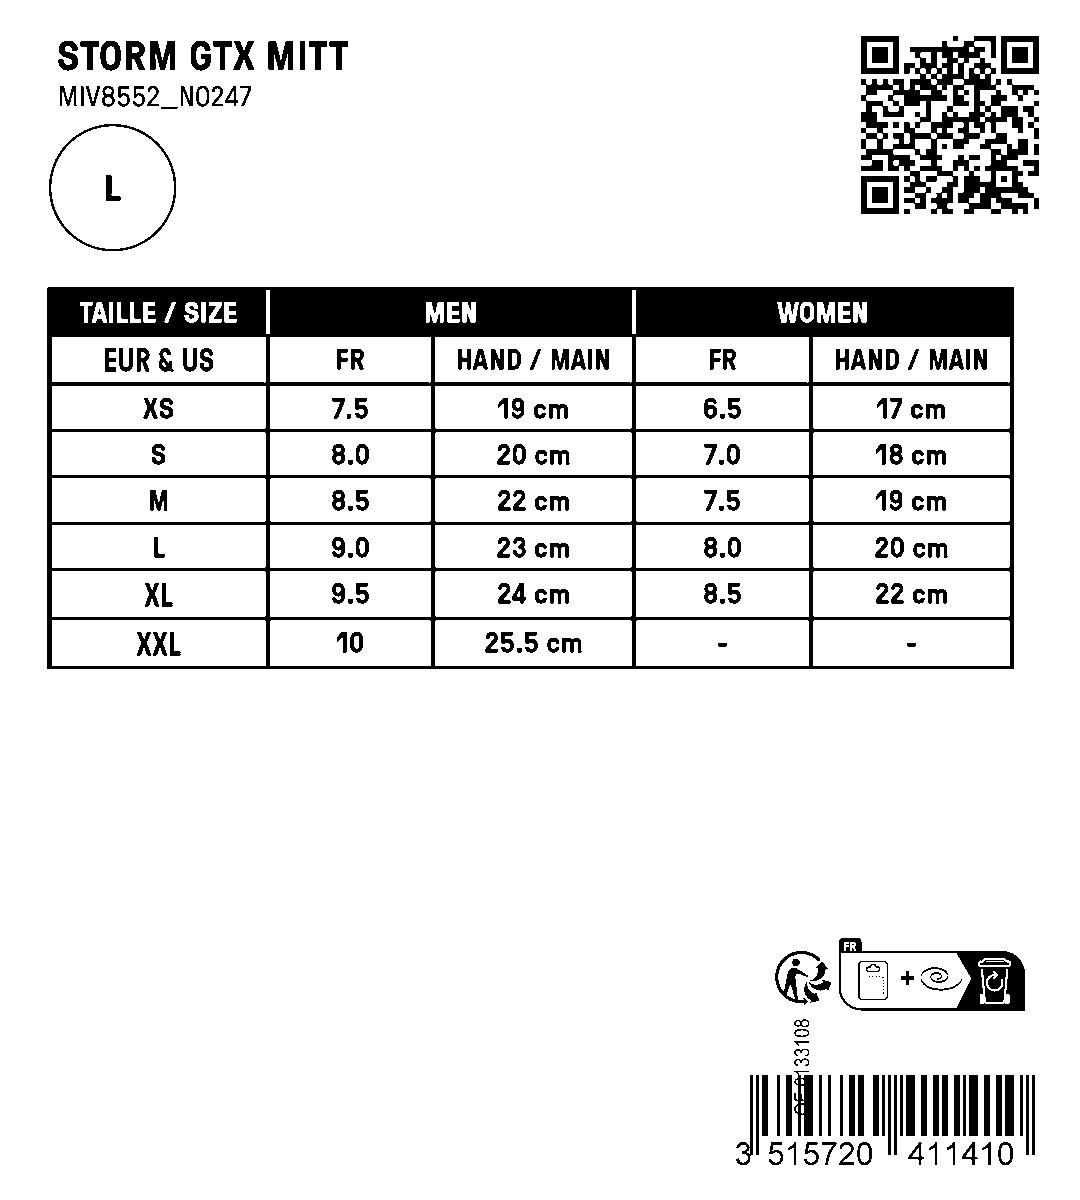 STORM GTX MITT
MIV8552_N0247
L
TAILLE / SIZE MEN WOMEN
EUR & US FR HAND / MAIN FR HAND / MAIN
XS 7.5 19 cm 6.5 17 cm
S 8.0 20 cm 7.0 18 cm
M 8.5 22 cm 7.5 19 cm
L 9.0 23 cm 8.0 20 cm
XL 9.5 24 cm 8.5 22 cm
XXL 10 25.5 cm - -
FR
+
3 515720 411410